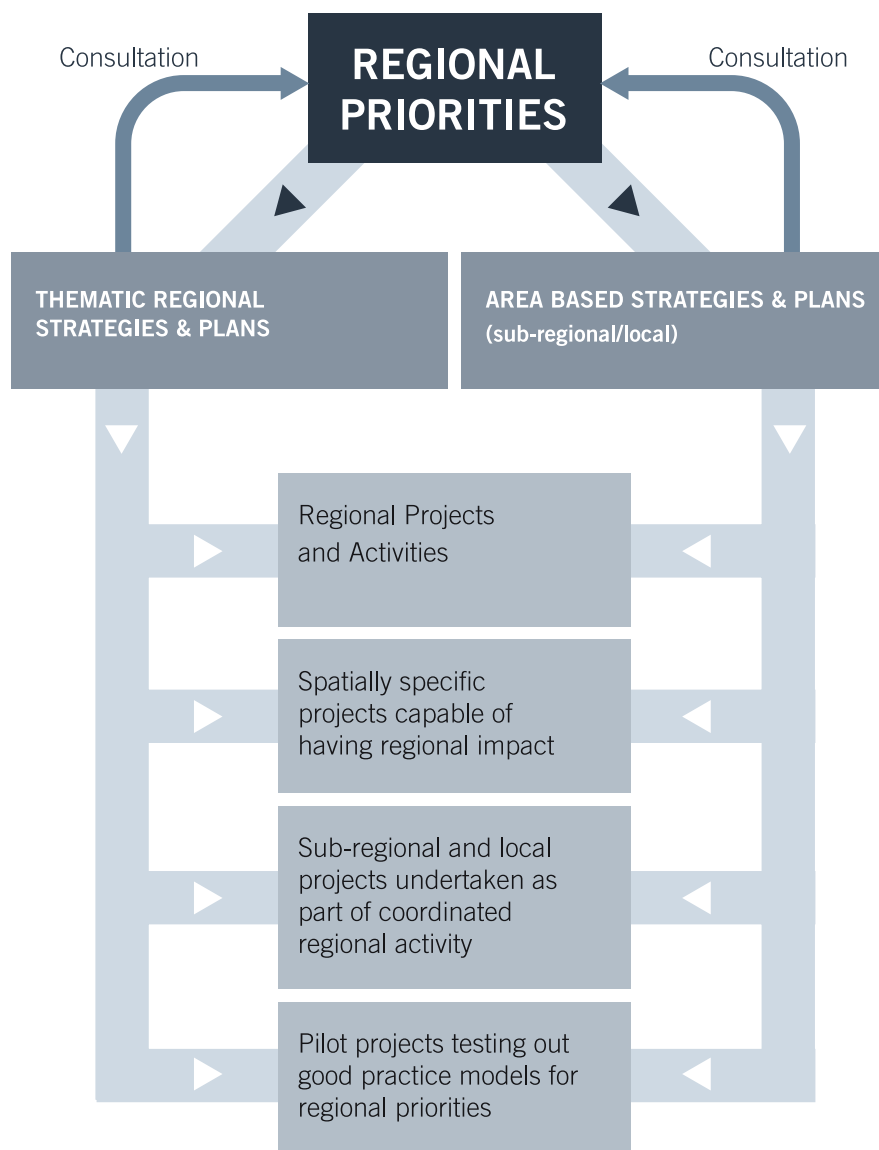 Consultation
REGIONAL
PRIORITIES
Consultation
THEMATIC REGIONAL
STRATEGIES & PLANS
AREA BASED STRATEGIES & PLANS
(sub-regional/local)
Regional Projects
and Activities
Spatially specific
projects capable of
having regional impact
Sub-regional and local
projects undertaken as
part of coordinated
regional activity
Pilot projects testing out
good practice models for
regional priorities